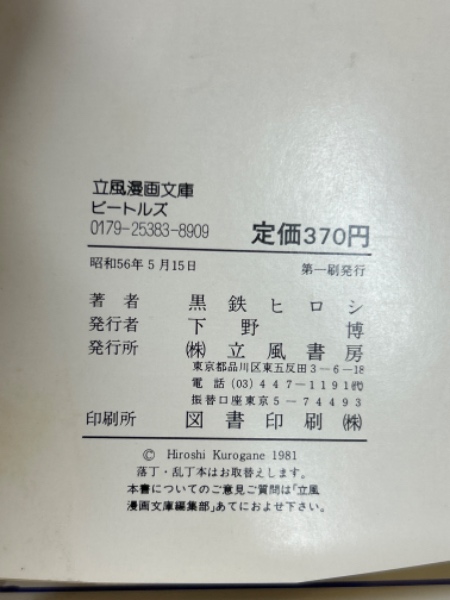 立風漫画文庫
ビートルズ
0179-25383-8909 定価370円
昭和56年5月15日 第一刷発行
著者 黒鉄ヒロシ
発行者 下野博
発行所 ㈱立風書房
東京都品川区東五反田3-6-18
電話(03)447-1191㈹
振替口座東京5-74493
印刷所 図書印刷㈱
© Hiroshi Kurogane 1981
落丁・乱丁本はお取替えします。
本書についてのご意見ご質問は「立風
漫画文庫編集部」あてにおよせ下さい。